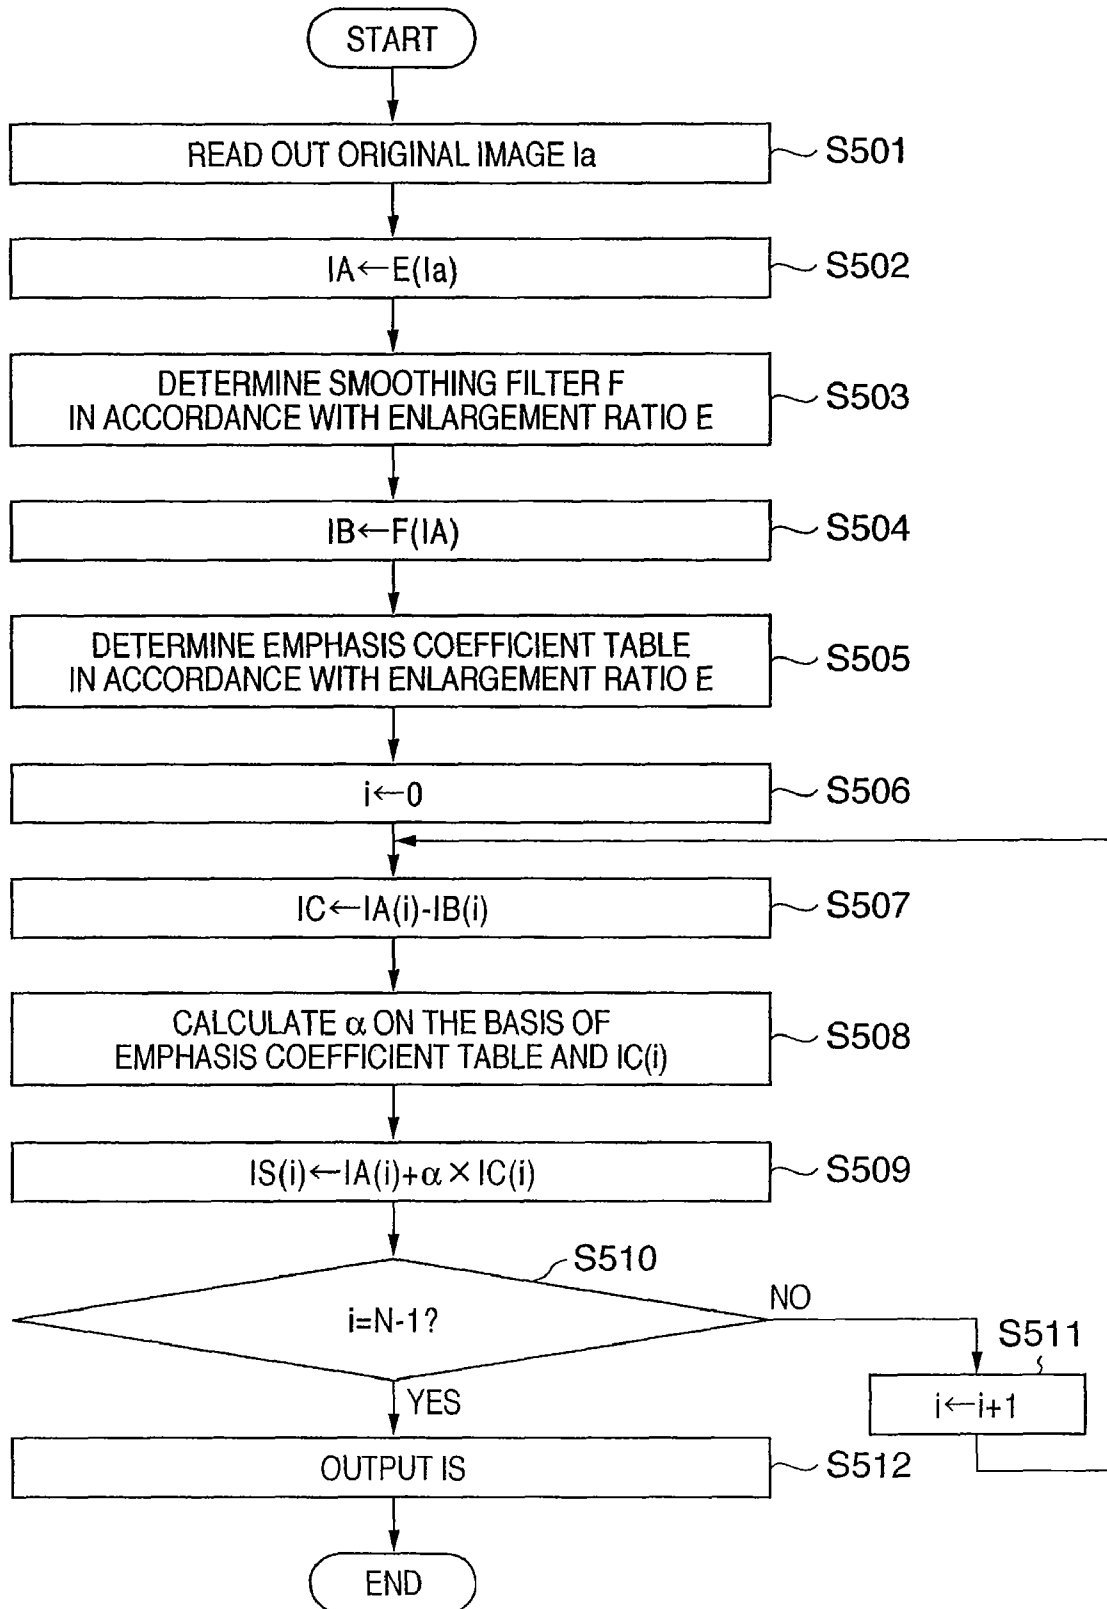 START
READ OUT ORIGINAL IMAGE Ia
S501
IA←E(Ia)
S502
DETERMINE SMOOTHING FILTER F
IN ACCORDANCE WITH ENLARGEMENT RATIO E
S503
IB←F(IA)
S504
DETERMINE EMPHASIS COEFFICIENT TABLE
IN ACCORDANCE WITH ENLARGEMENT RATIO E
S505
i←0
S506
IC←IA(i)-IB(i)
S507
CALCULATE α ON THE BASIS OF
EMPHASIS COEFFICIENT TABLE AND IC(i)
S508
IS(i)←IA(i)+α×IC(i)
S509
S510
i=N-1?
NO
S511
i←i+1
YES
OUTPUT IS
S512
END